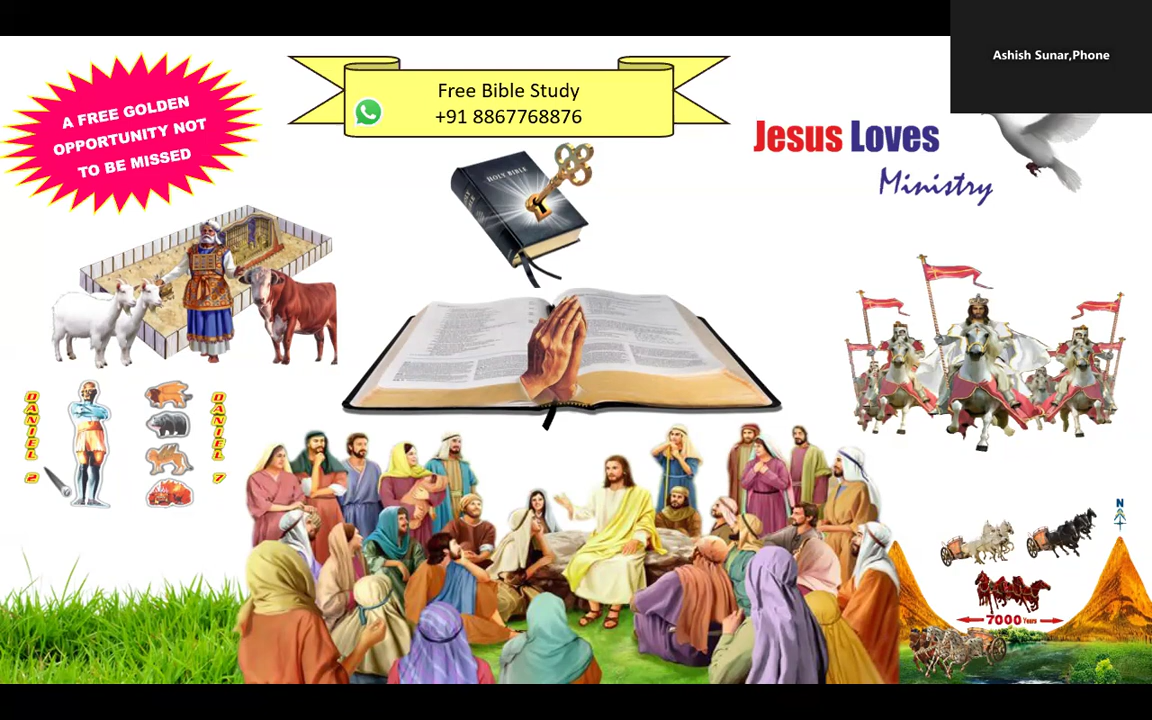 Ashish Sunar,Phone
A FREE GOLDEN
OPPORTUNITY NOT
TO BE MISSED
Free Bible Study
+91 8867768876
Jesus Loves
Ministry
HOLY BIBLE
DANIEL 2
DANIEL 7
N
7000 Years